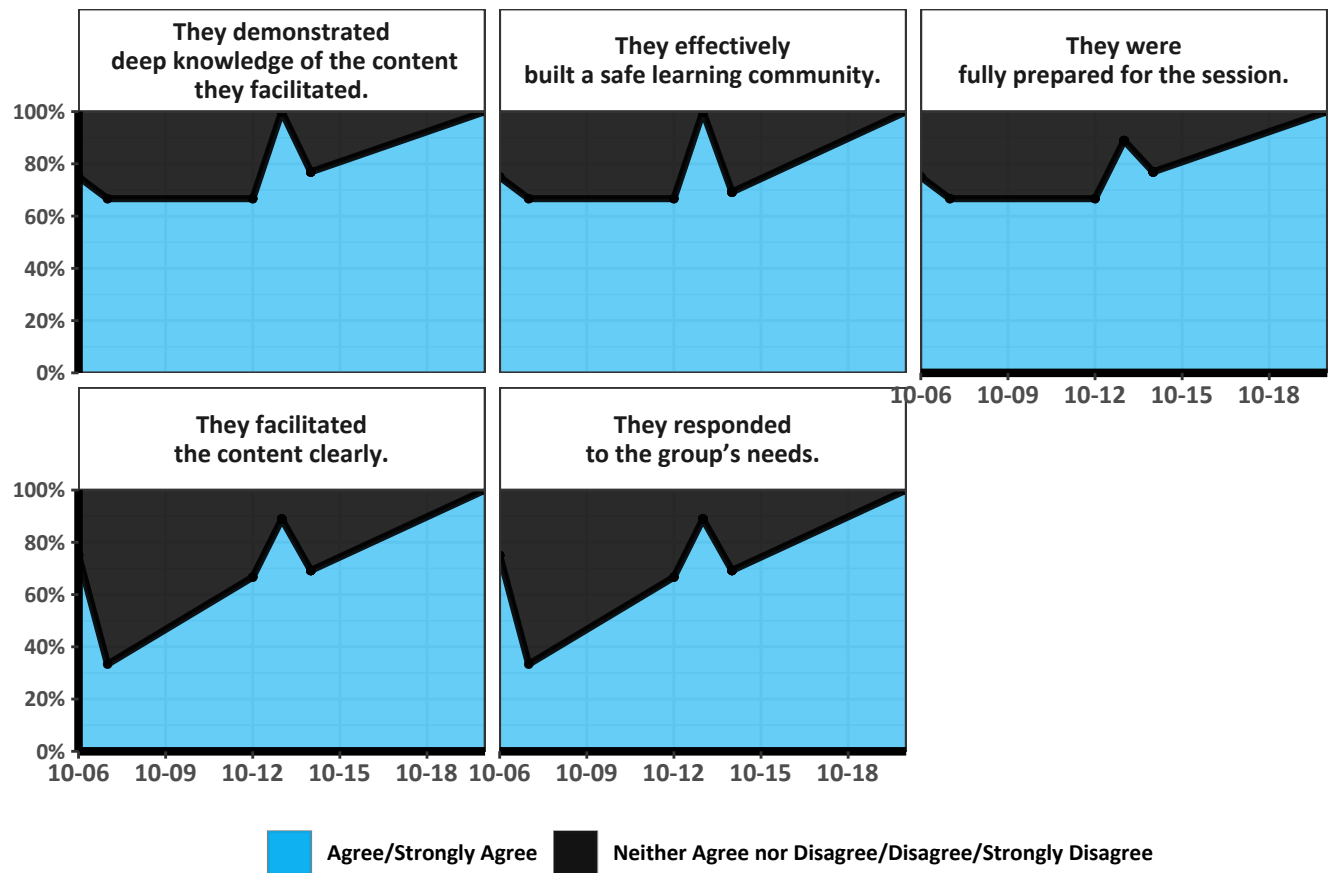 They demonstrated
deep knowledge of the content
they facilitated.
They effectively
built a safe learning community.
They were
fully prepared for the session.
100%
80%
60%
40%
20%
0%
10-06 10-09 10-12 10-15 10-18
They facilitated
the content clearly.
They responded
to the group’s needs.
100%
80%
60%
40%
20%
0%
10-06 10-09 10-12 10-15 10-18 10-06 10-09 10-12 10-15 10-18
Agree/Strongly Agree Neither Agree nor Disagree/Disagree/Strongly Disagree